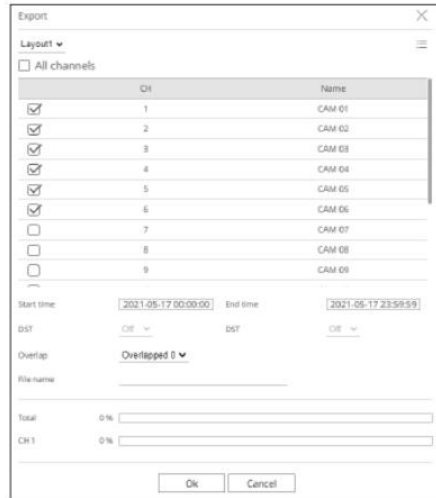 Export
Layout1
All channels
CH Name
1 CAM 01
2 CAM 02
3 CAM 03
4 CAM 04
5 CAM 05
6 CAM 06
7 CAM 07
8 CAM 08
9 CAM 09
Start time 2021-05-17 00:00:00 End time 2021-05-17 23:59:59
DST Off DST Off
Overlap Overlapped 0
File name
Total 0 %
CH 1 0 %
Ok Cancel